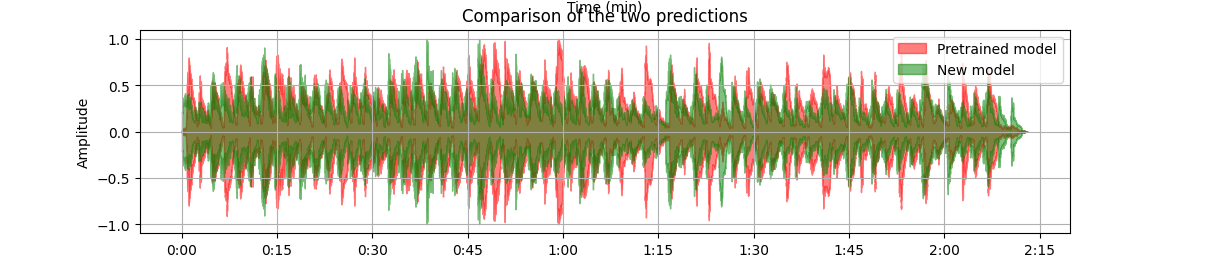 Time (min)
Comparison of the two predictions
Pretrained model
New model
Amplitude
1.0
0.5
0.0
−0.5
−1.0
0:00 0:15 0:30 0:45 1:00 1:15 1:30 1:45 2:00 2:15